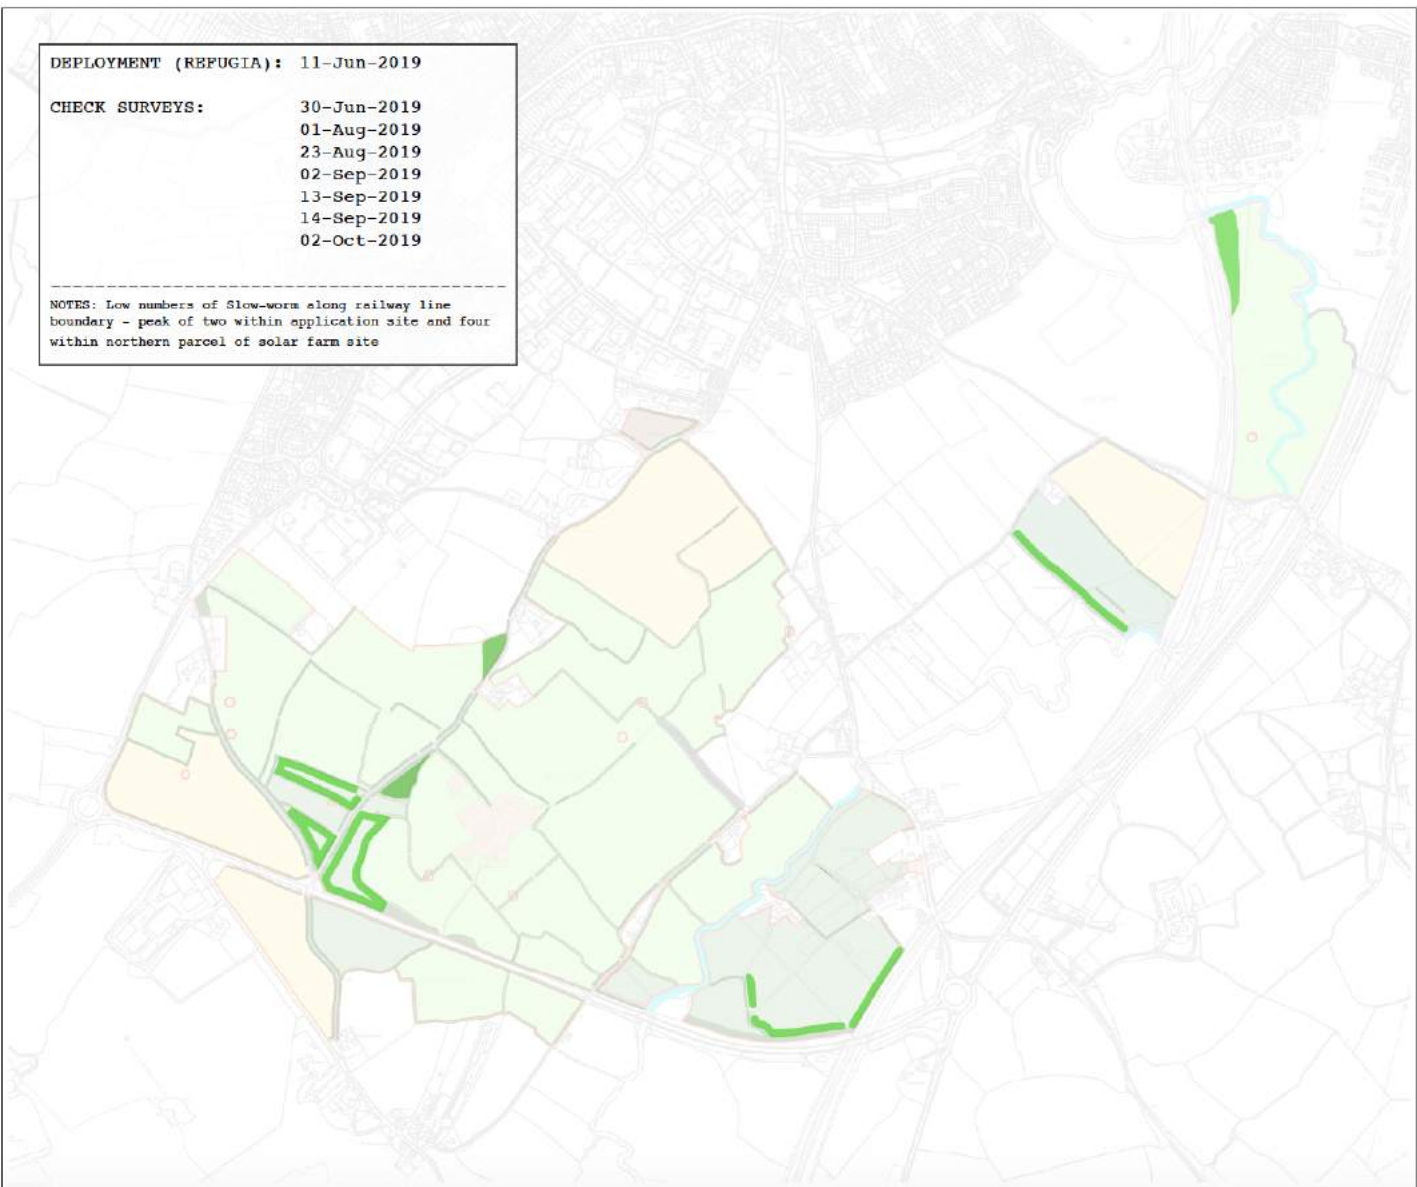 DEPLOYMENT (REFUGIA): 11-Jun-2019
CHECK SURVEYS: 30-Jun-2019
01-Aug-2019
23-Aug-2019
02-Sep-2019
13-Sep-2019
14-Sep-2019
02-Oct-2019
NOTES: Low numbers of Slow-worm along railway line
boundary - peak of two within application site and four
within northern parcel of solar farm site